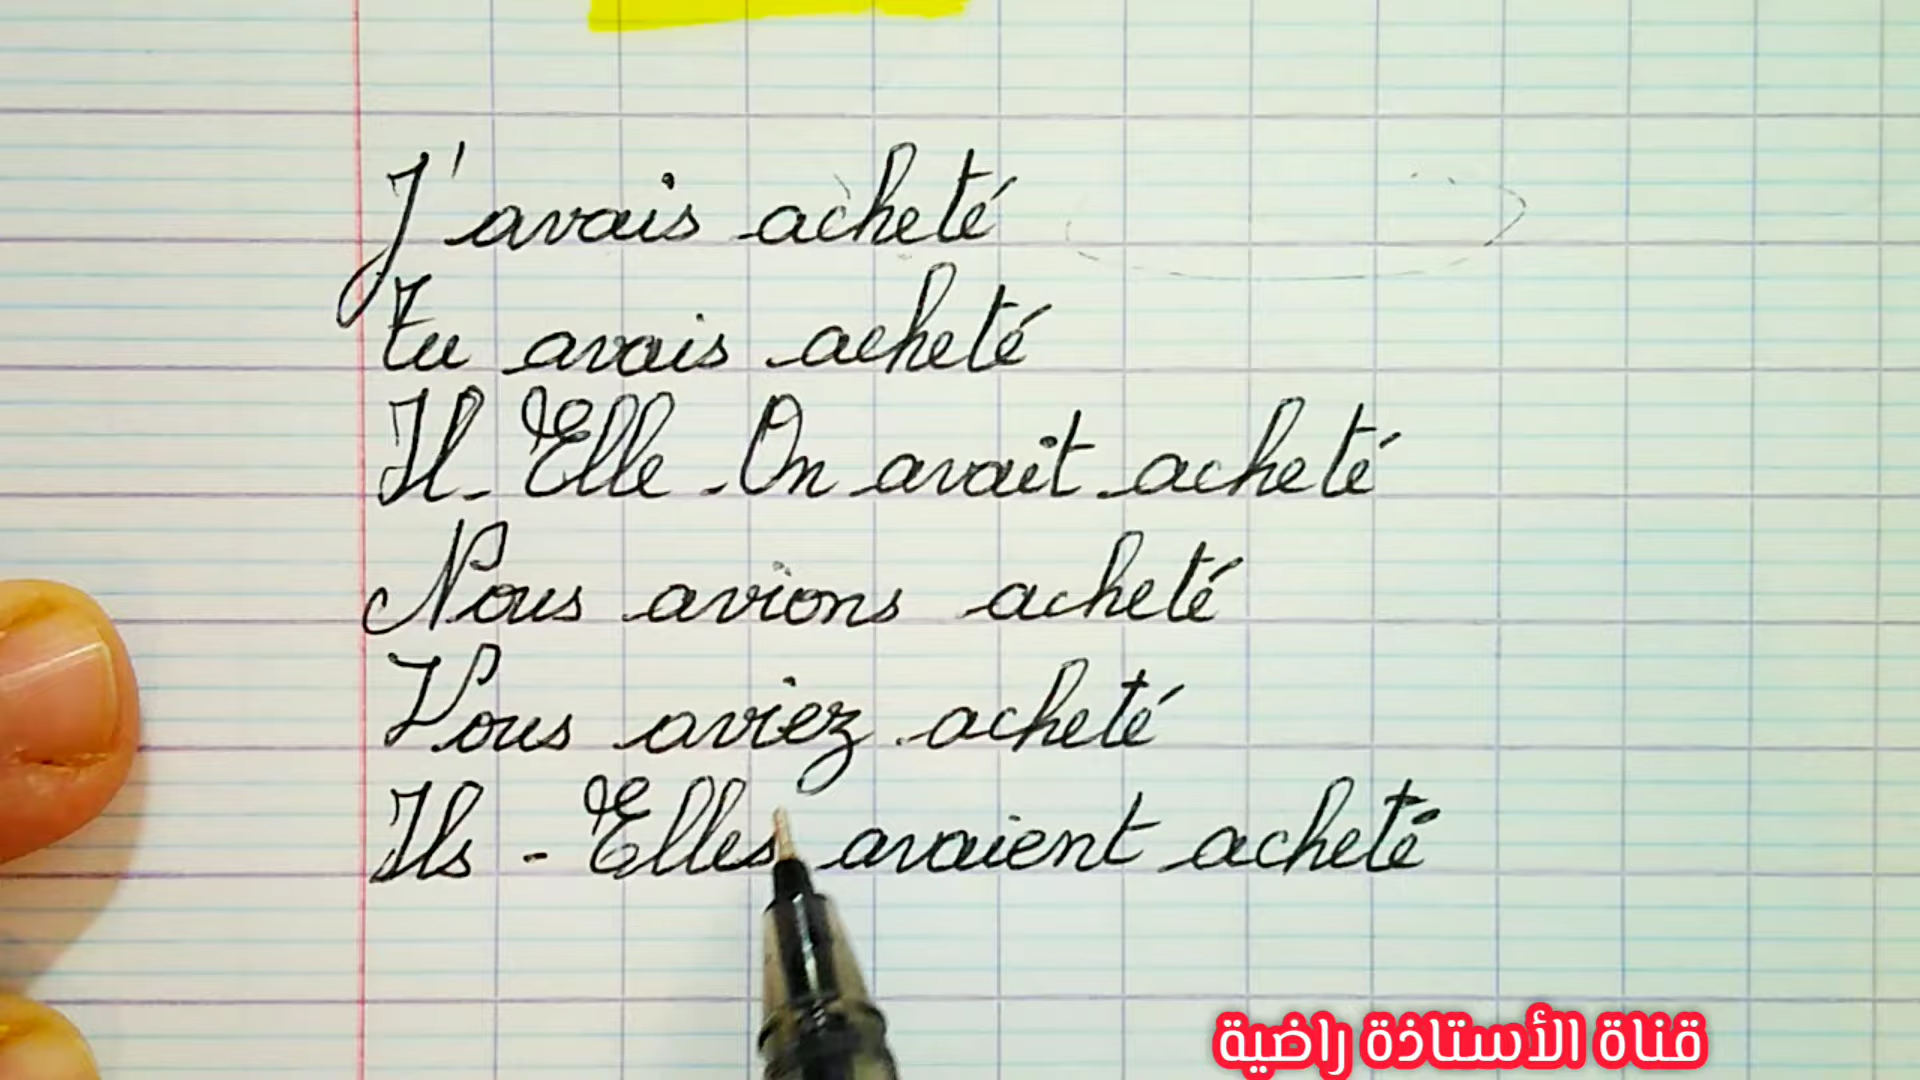 J'avais acheté
Tu avais acheté
Il - Elle - On avait acheté
Nous avions acheté
Vous aviez acheté
Ils - Elles avaient acheté
قناة الأستاذة راضية